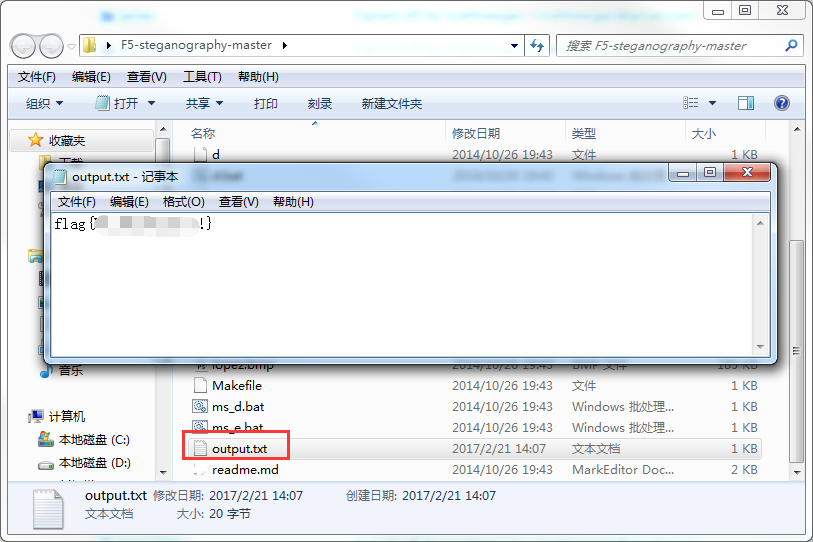 F5-steganography-master
搜索 F5-steganography-master
文件(F) 编辑(E) 查看(V) 工具(T) 帮助(H)
组织 打开 共享 打印 刻录 新建文件夹
收藏夹
名称 修改日期 类型 大小
d 2014/10/26 19:43 文件 1 KB
output.txt - 记事本
文件(F) 编辑(E) 格式(O) 查看(V) 帮助(H)
flag{ !}
音乐
计算机
本地磁盘 (C:)
本地磁盘 (D:)
lopez.bmp 2014/10/26 19:43 BMP 文件 185 KB
Makefile 2014/10/26 19:43 文件 1 KB
ms_d.bat 2014/10/26 19:43 Windows 批处理... 1 KB
ms_e.bat 2014/10/26 19:43 Windows 批处理... 1 KB
output.txt 2017/2/21 14:07 文本文档 1 KB
readme.md 2014/10/26 19:43 MarkEditor Doc... 2 KB
output.txt 修改日期: 2017/2/21 14:07 创建日期: 2017/2/21 14:07
文本文档 大小: 20 字节